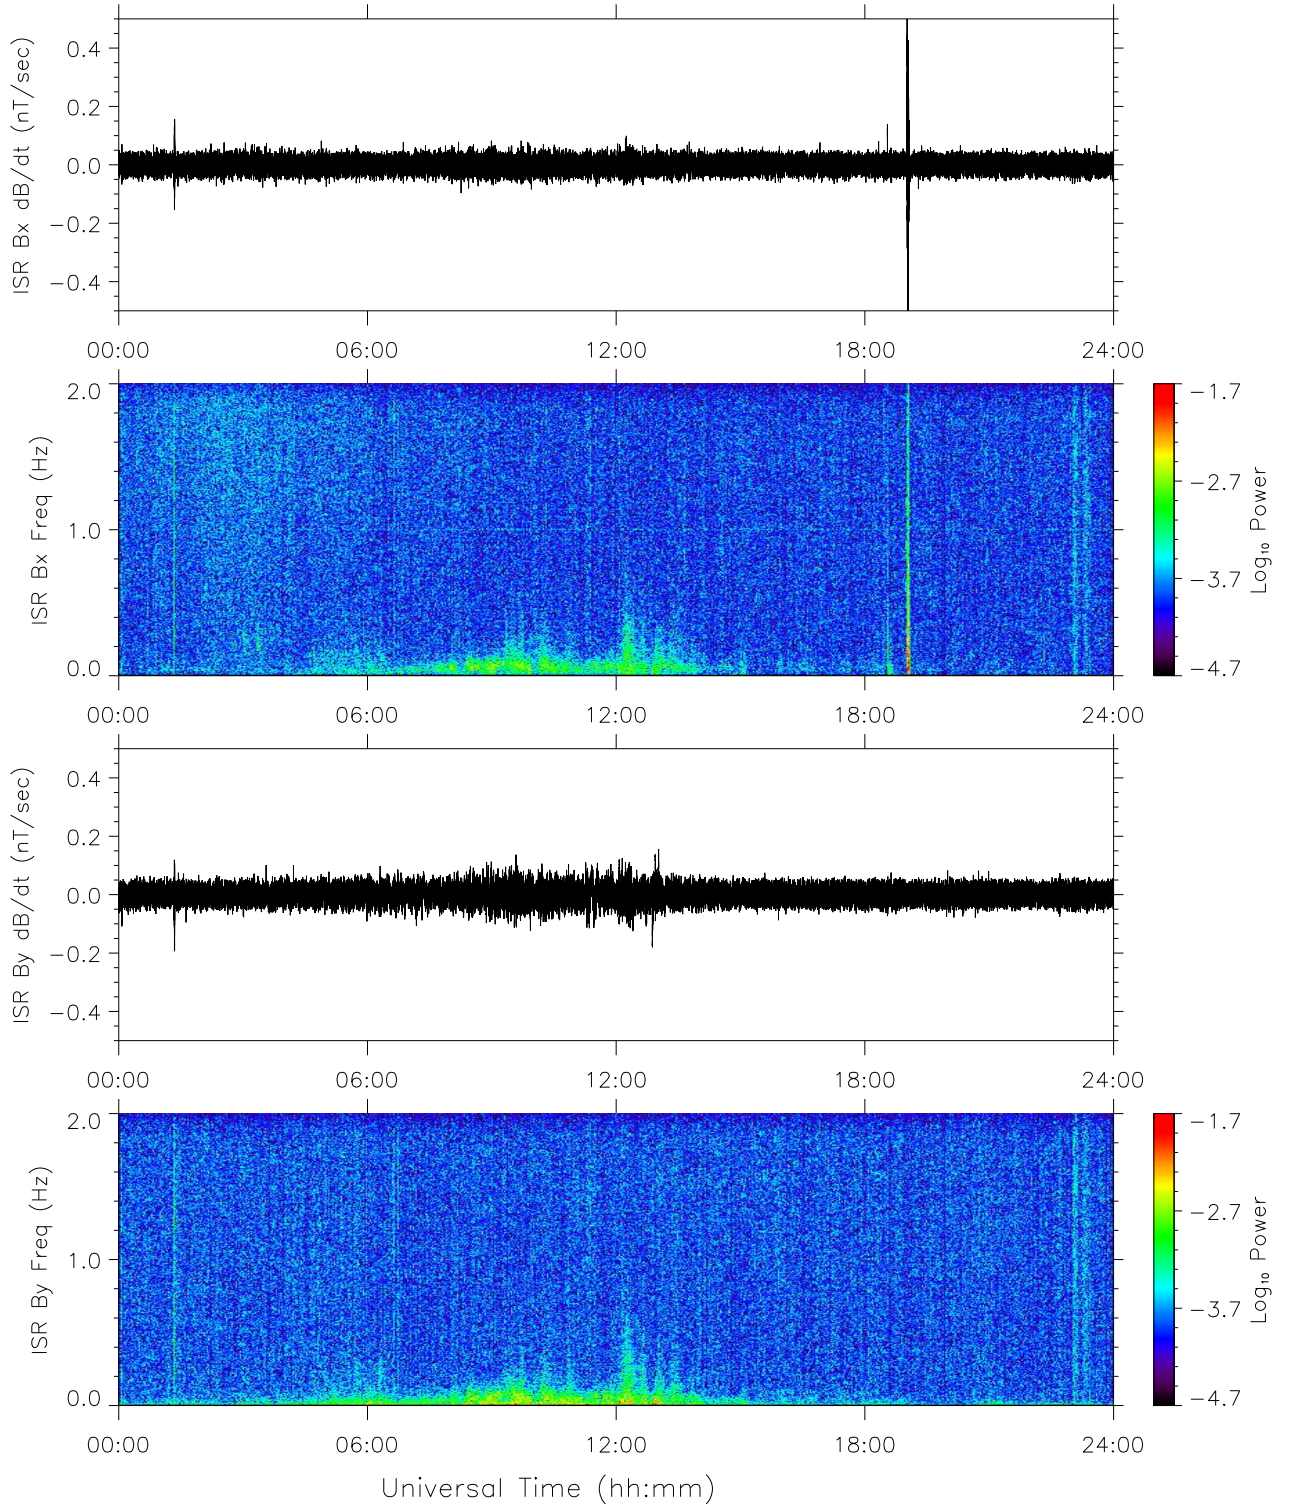 ISR Bx dB/dt (nT/sec)
0.4
0.2
0.0
−0.2
−0.4
00:00 06:00 12:00 18:00 24:00
ISR Bx Freq (Hz)
2.0
1.0
0.0
00:00 06:00 12:00 18:00 24:00
−1.7
−2.7
−3.7
−4.7
Log₁₀ Power
ISR By dB/dt (nT/sec)
0.4
0.2
0.0
−0.2
−0.4
00:00 06:00 12:00 18:00 24:00
ISR By Freq (Hz)
2.0
1.0
0.0
00:00 06:00 12:00 18:00 24:00
−1.7
−2.7
−3.7
−4.7
Log₁₀ Power
Universal Time (hh:mm)